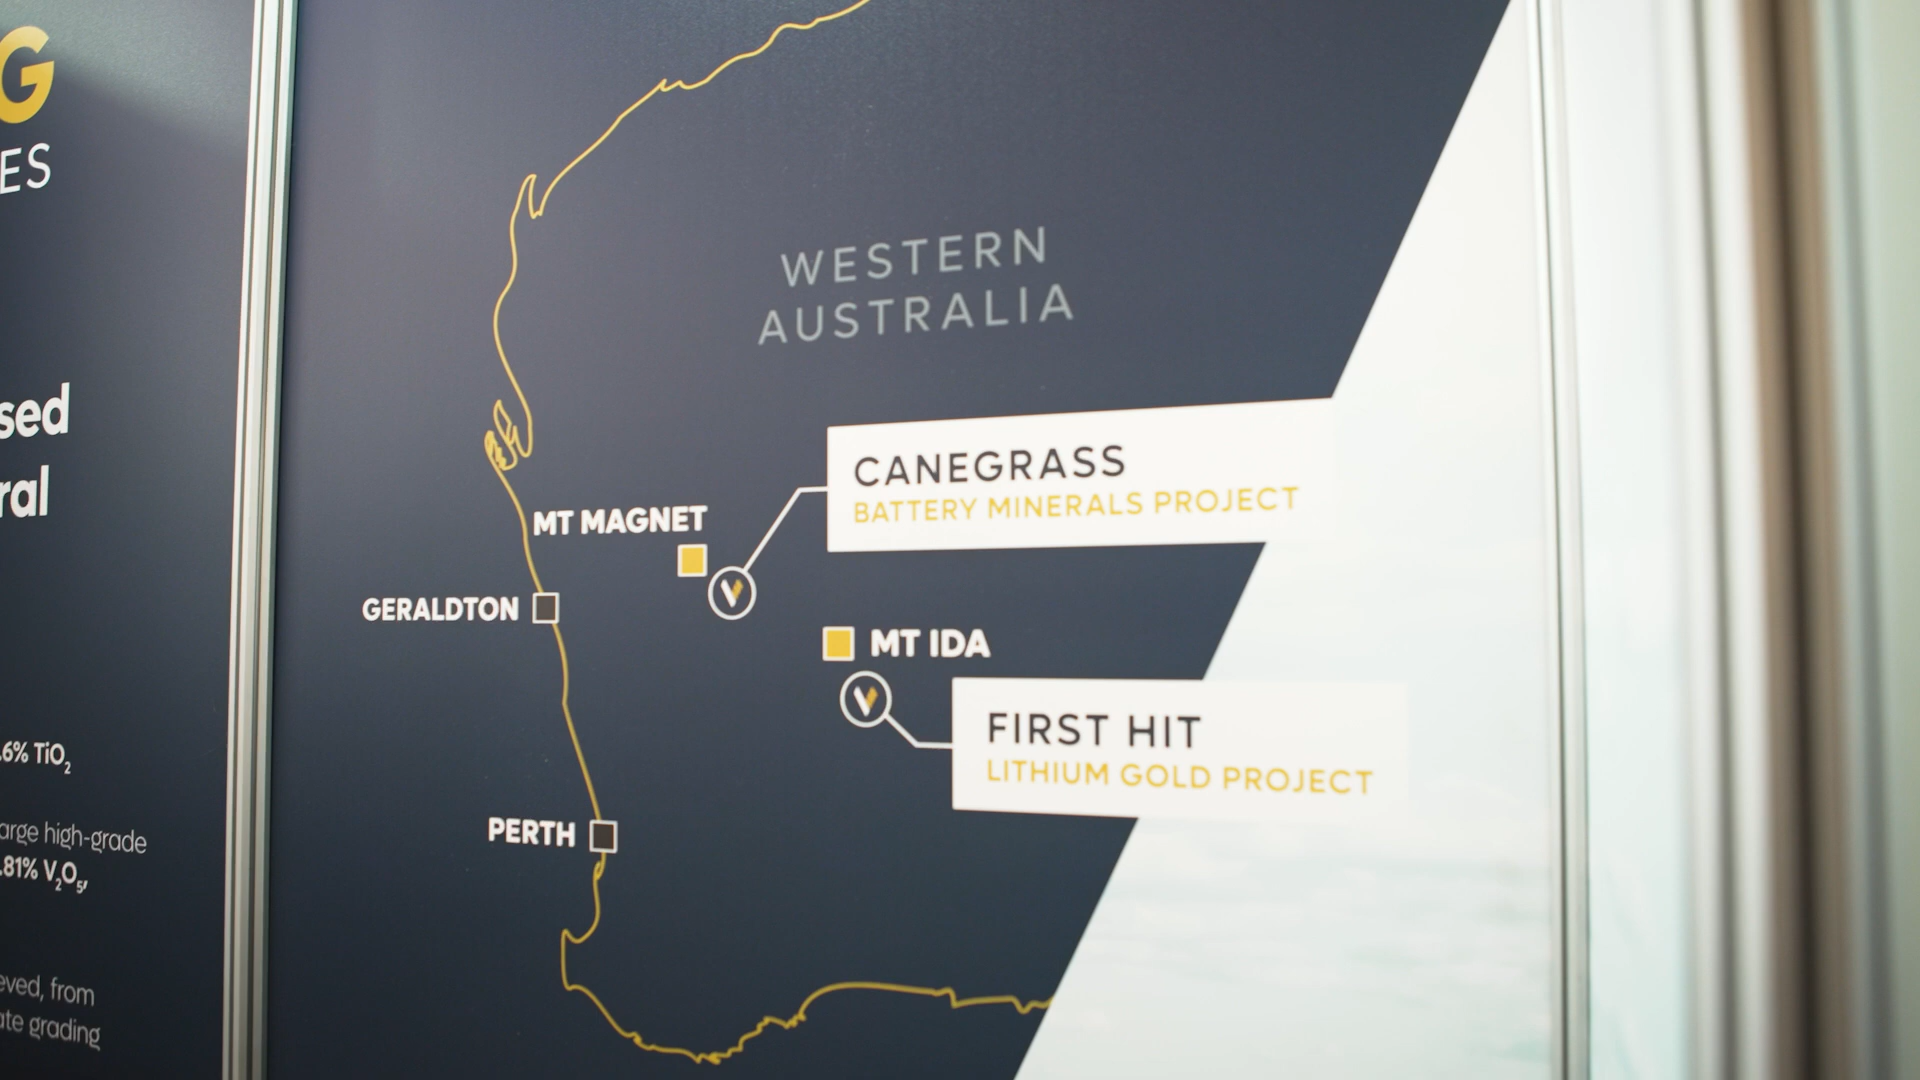 G
ES
sed
ral
.6% TiO₂
arge high-grade
.81% V₂O₅,
eved, from
ate grading
WESTERN
AUSTRALIA
CANEGRASS
BATTERY MINERALS PROJECT
MT MAGNET
GERALDTON
MT IDA
FIRST HIT
LITHIUM GOLD PROJECT
PERTH